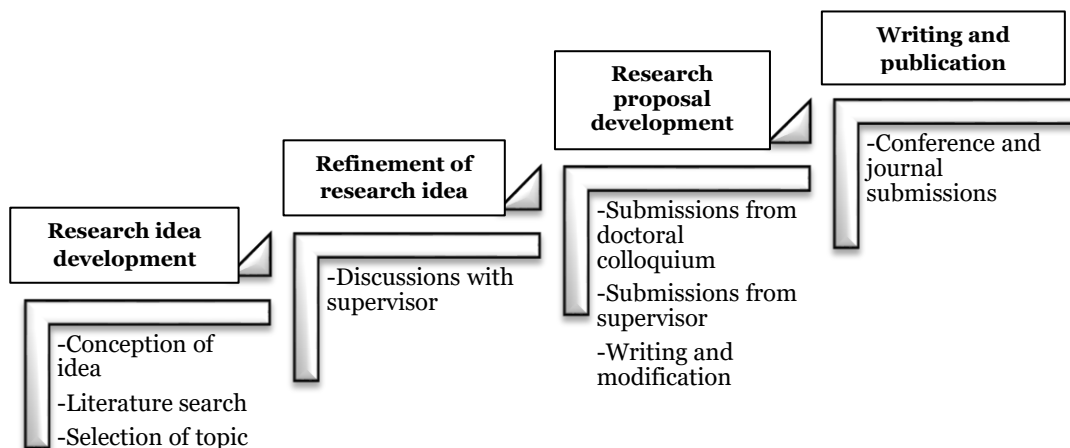 Research idea
development
-Conception of
idea
-Literature search
-Selection of topic
Refinement of
research idea
-Discussions with
supervisor
Research
proposal
development
-Submissions from
doctoral
colloquium
-Submissions from
supervisor
-Writing and
modification
Writing and
publication
-Conference and
journal
submissions